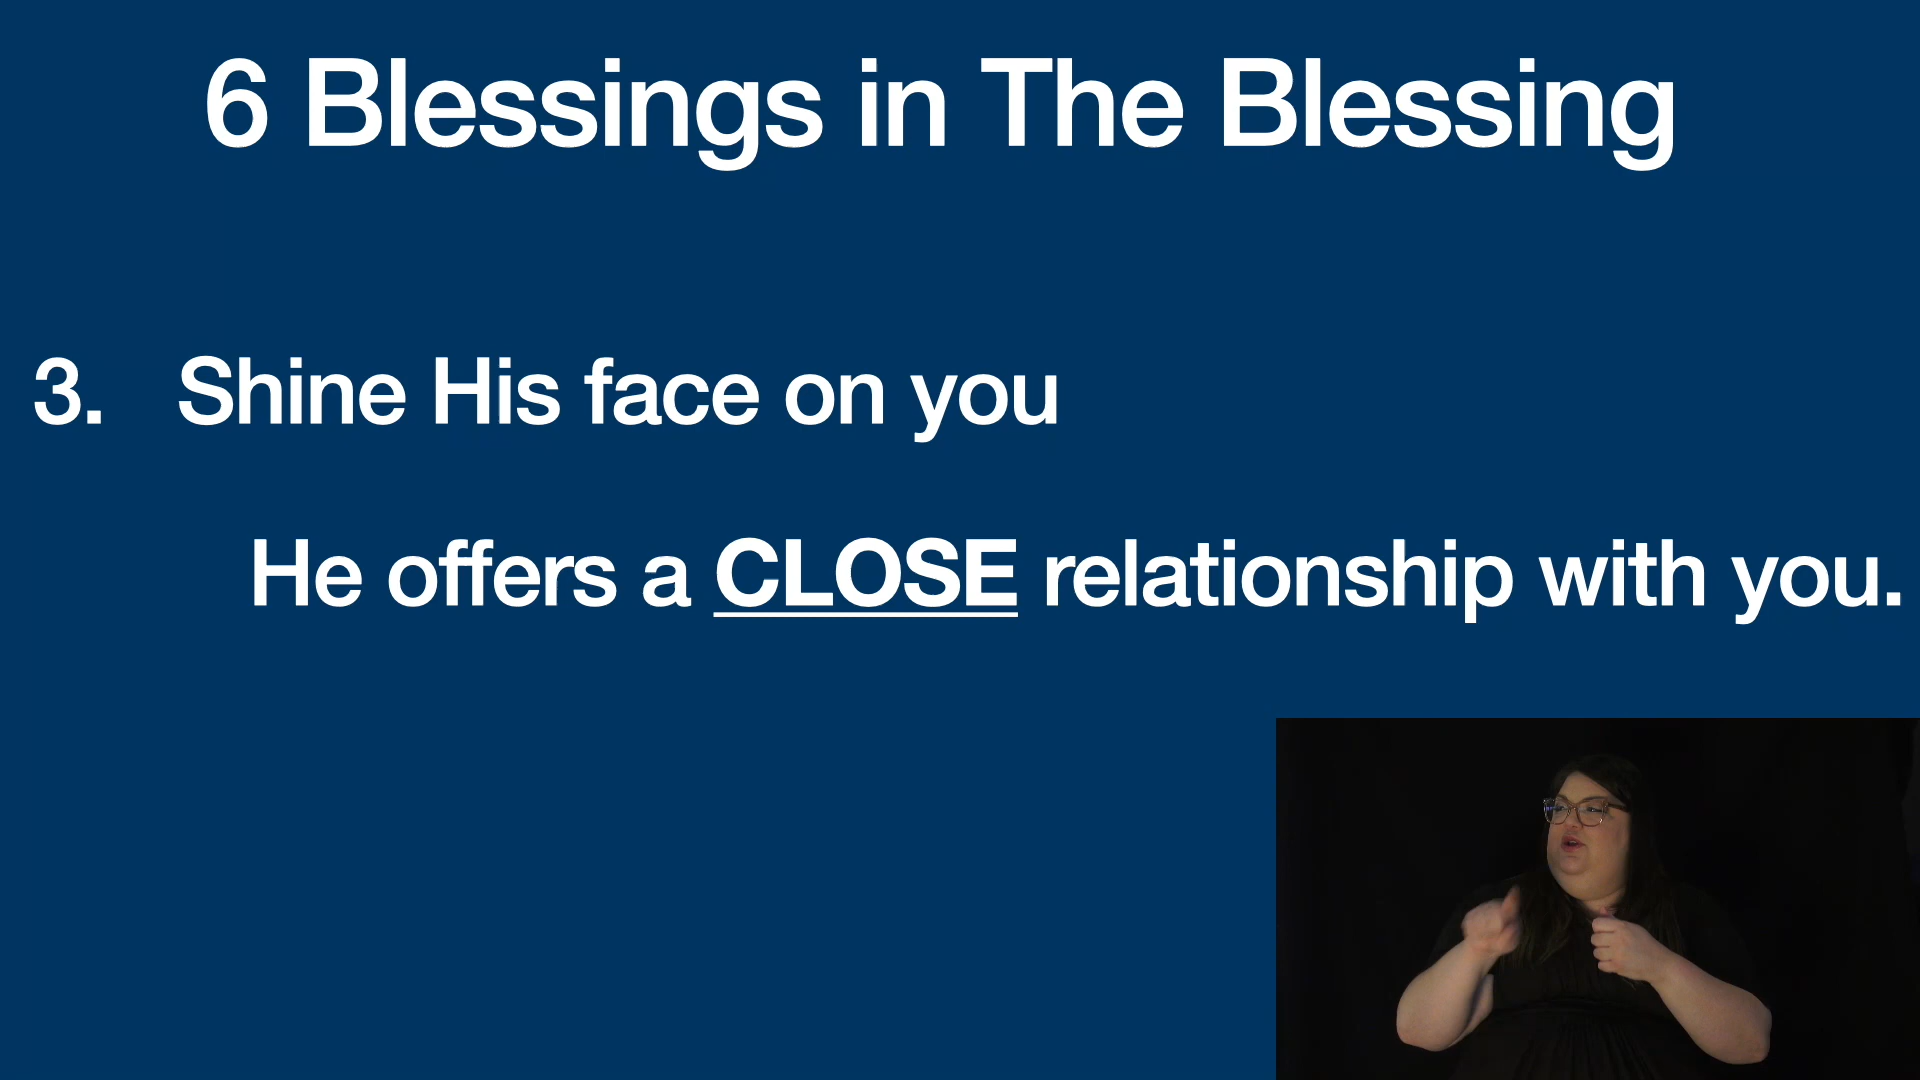 6 Blessings in The Blessing
3. Shine His face on you
He offers a CLOSE relationship with you.